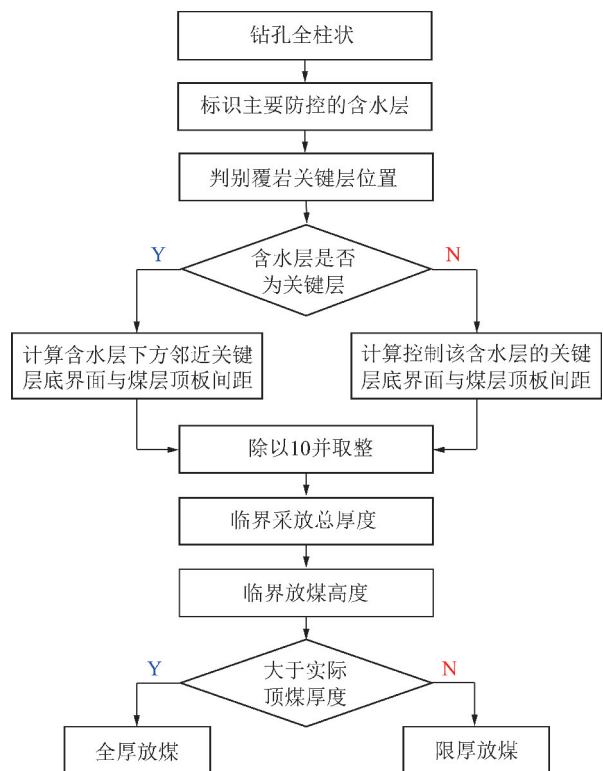 钻孔全柱状
标识主要防控的含水层
判别覆岩关键层位置
Y
含水层是否
为关键层
N
计算含水层下方邻近关键
层底界面与煤层顶板间距
计算控制该含水层的关键
层底界面与煤层顶板间距
除以10并取整
临界采放总厚度
临界放煤高度
Y
大于实际
顶煤厚度
N
全厚放煤
限厚放煤